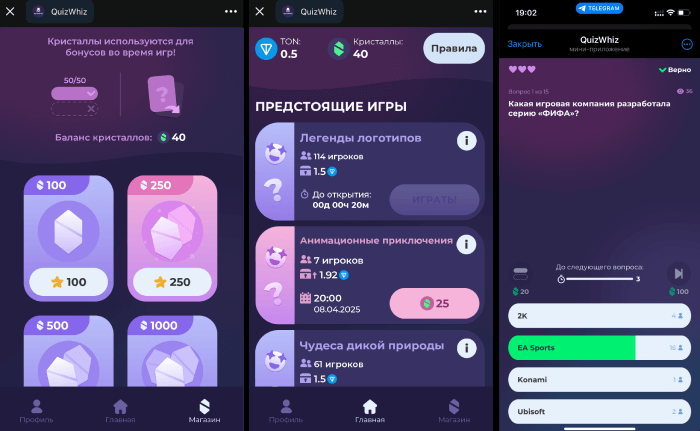 QuizWhiz
Кристаллы используются для
бонусов во время игр!
50/50
?
Баланс кристаллов: 40
100
250
100
250
500
1000
Профиль
Главная
Магазин
QuizWhiz
TON:
0.5
Кристаллы:
40
Правила
ПРЕДСТОЯЩИЕ ИГРЫ
Легенды логотипов
114 игроков
1.5
До открытия:
00д 00ч 20м
ИГРАТЬ!
?
Анимационные приключения
7 игроков
1.92
20:00
08.04.2025
25
?
Чудеса дикой природы
61 игроков
1.5
Профиль
Главная
Магазин
19:02
TELEGRAM
Закрыть
QuizWhiz
мини-приложение
Верно
Вопрос 1 из 15
36
Какая игровая компания разработала
серию «ФИФА»?
До следующего вопроса:
3
20
100
2K
4
EA Sports
16
Konami
1
Ubisoft
2